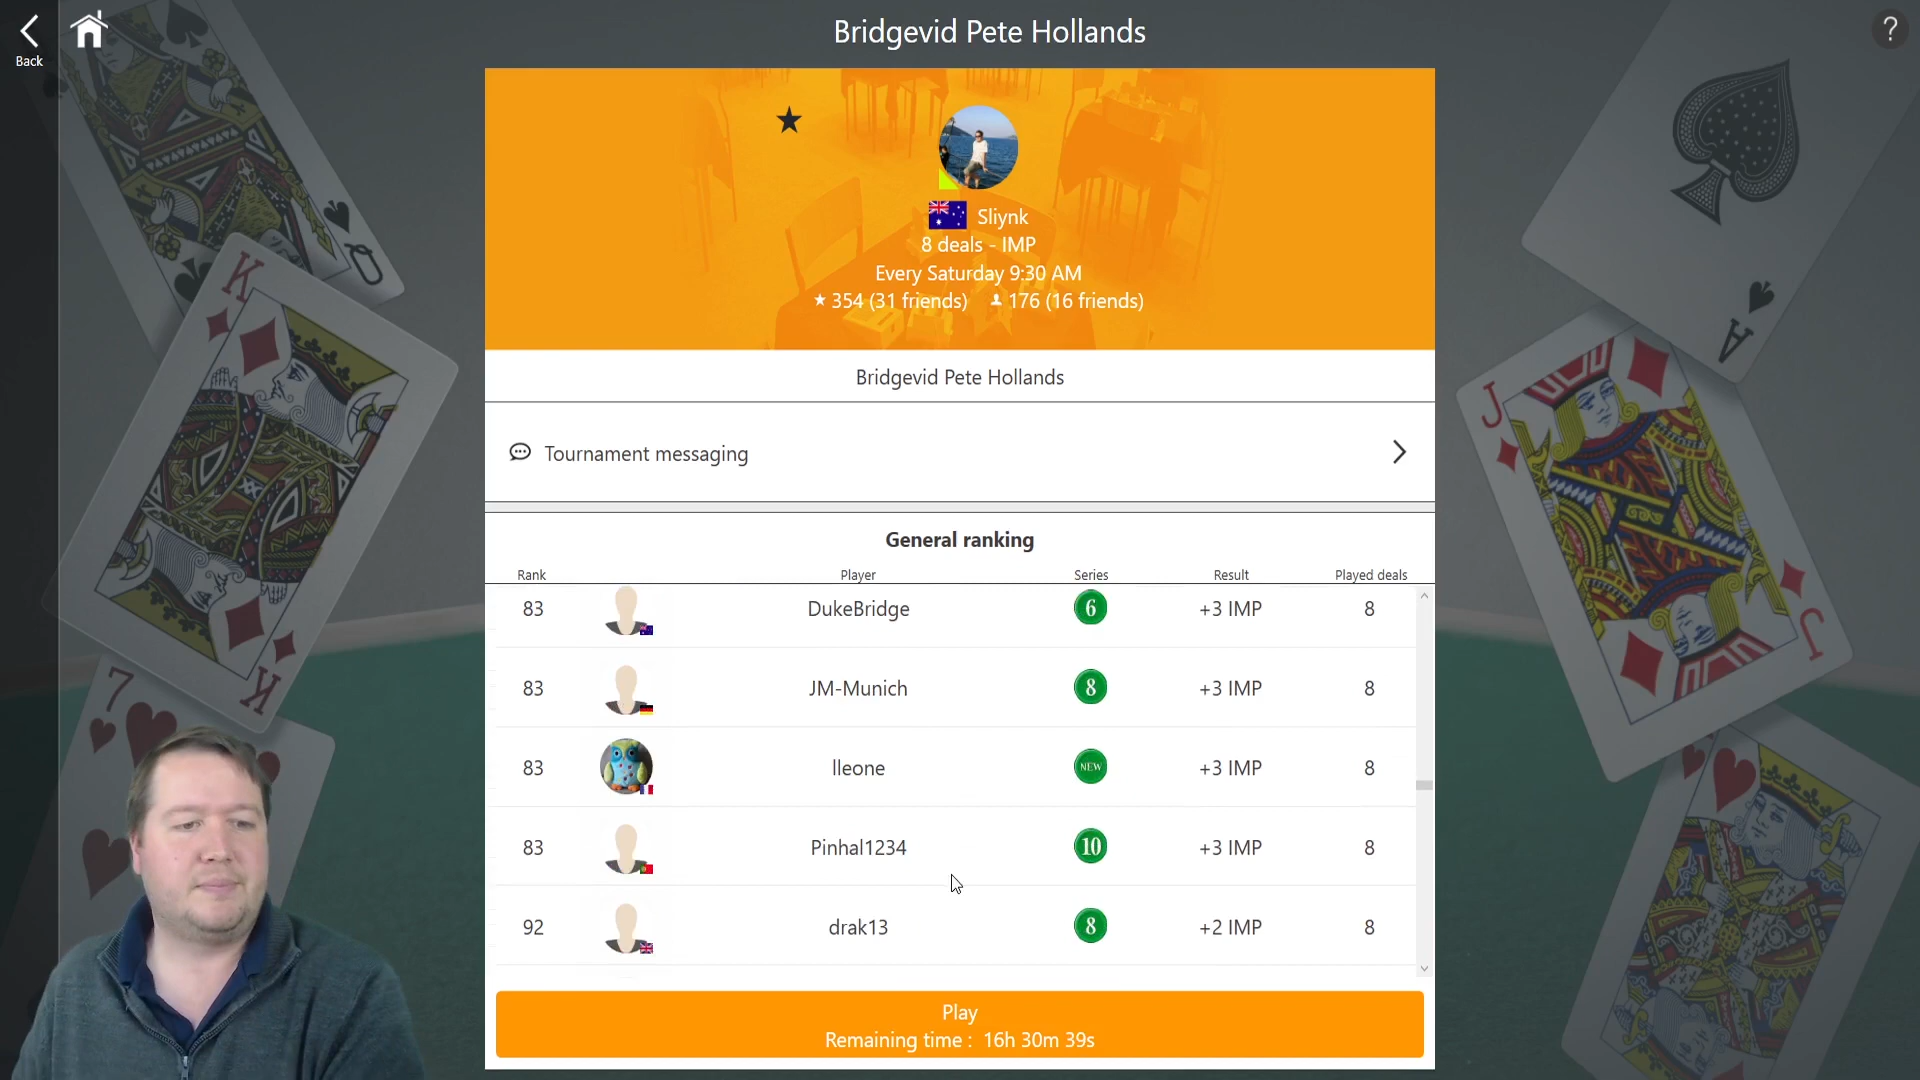 Bridgevid Pete Hollands
?
Back
Sliynk
8 deals - IMP
Every Saturday 9:30 AM
★ 354 (31 friends) 176 (16 friends)
Bridgevid Pete Hollands
Tournament messaging
General ranking
Rank Player Series Result Played deals
83 DukeBridge 6 +3 IMP 8
83 JM-Munich 8 +3 IMP 8
83 lleone NEW +3 IMP 8
83 Pinhal1234 10 +3 IMP 8
92 drak13 8 +2 IMP 8
Play
Remaining time : 16h 30m 39s
Q
K
K
7
A
J
J